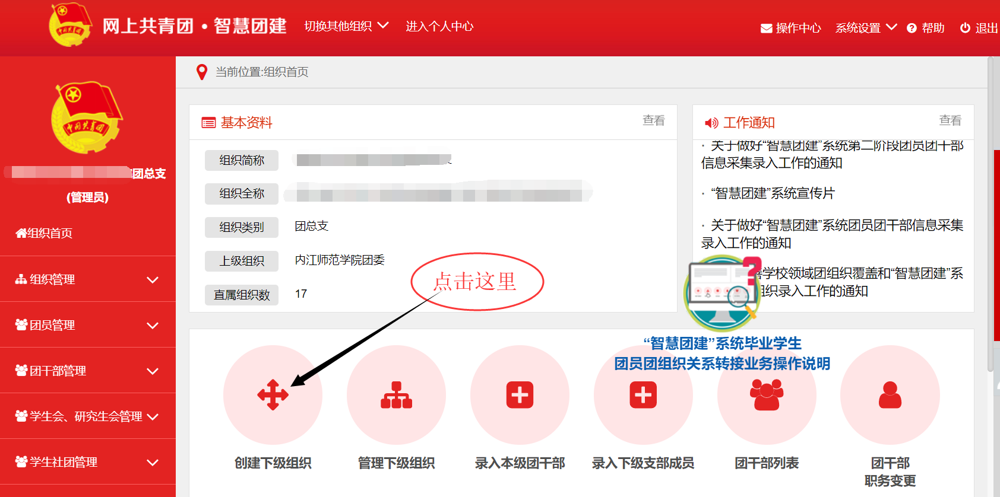 网上共青团·智慧团建
切换其他组织
进入个人中心
操作中心
系统设置
帮助
退出
中国共青团
团总支
(管理员)
组织首页
组织管理
团员管理
团干部管理
学生会、研究生会管理
学生社团管理
当前位置:组织首页
基本资料
查看
组织简称
组织全称
组织类别
团总支
上级组织
内江师范学院团委
直属组织数
17
点击这里
工作通知
查看
· 关于做好“智慧团建”系统第二阶段团员团干部
信息采集录入工作的通知
· “智慧团建”系统宣传片
· 关于做好“智慧团建”系统团员团干部信息采集
录入工作的通知
学校领域团组织覆盖和“智慧团建”系
组织录入工作的通知
“智慧团建”系统毕业学生
团员团组织关系转接业务操作说明
创建下级组织
管理下级组织
录入本级团干部
录入下级支部成员
团干部列表
团干部
职务变更